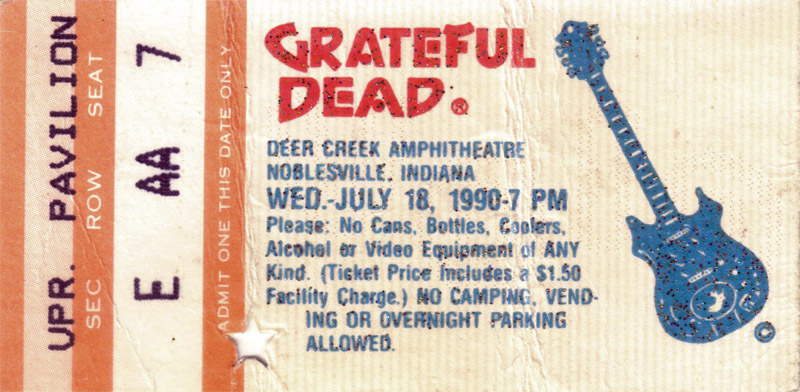 UPR. PAVILION
SEC ROW SEAT
E AA 7
ADMIT ONE THIS DATE ONLY
GRATEFUL
DEAD®
DEER CREEK AMPHITHEATRE
NOBLESVILLE, INDIANA
WED.-JULY 18, 1990-7 PM
Please: No Cans, Bottles, Coolers,
Alcohol or Video Equipment of ANY
Kind. (Ticket Price includes a $1.50
Facility Charge.) NO CAMPING, VEND-
ING OR OVERNIGHT PARKING
ALLOWED.
©